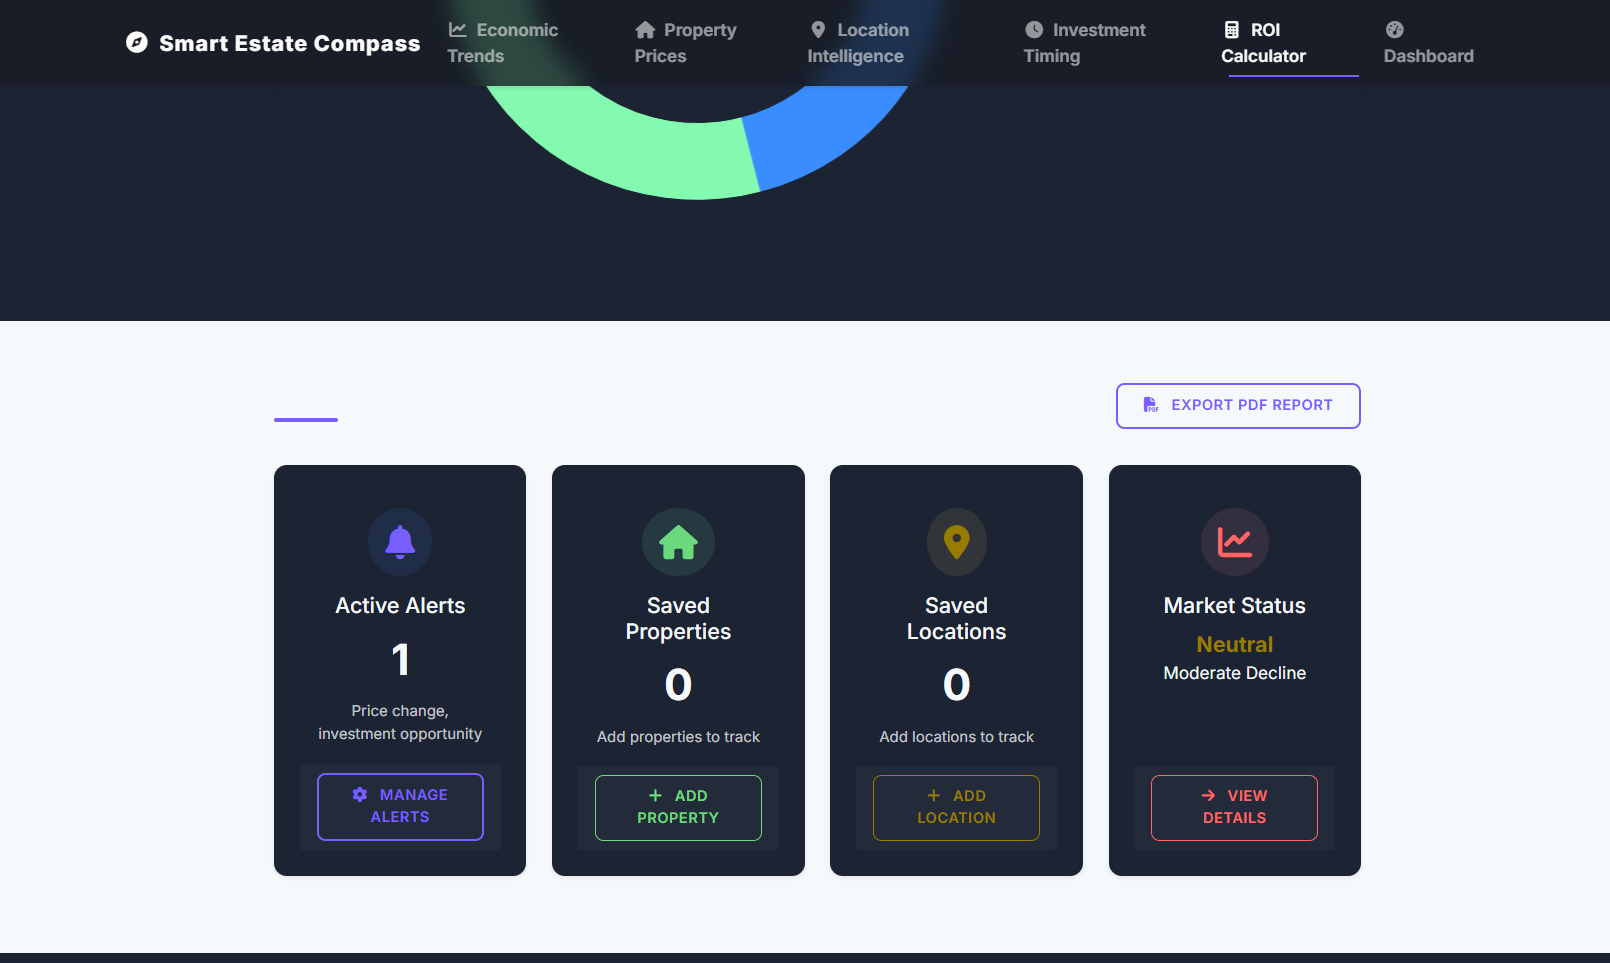 Smart Estate Compass
Economic
Trends
Property
Prices
Location
Intelligence
Investment
Timing
ROI
Calculator
Dashboard
PDF EXPORT PDF REPORT
Active Alerts
1
Price change,
investment opportunity
MANAGE
ALERTS
Saved
Properties
0
Add properties to track
ADD
PROPERTY
Saved
Locations
0
Add locations to track
ADD
LOCATION
Market Status
Neutral
Moderate Decline
VIEW
DETAILS